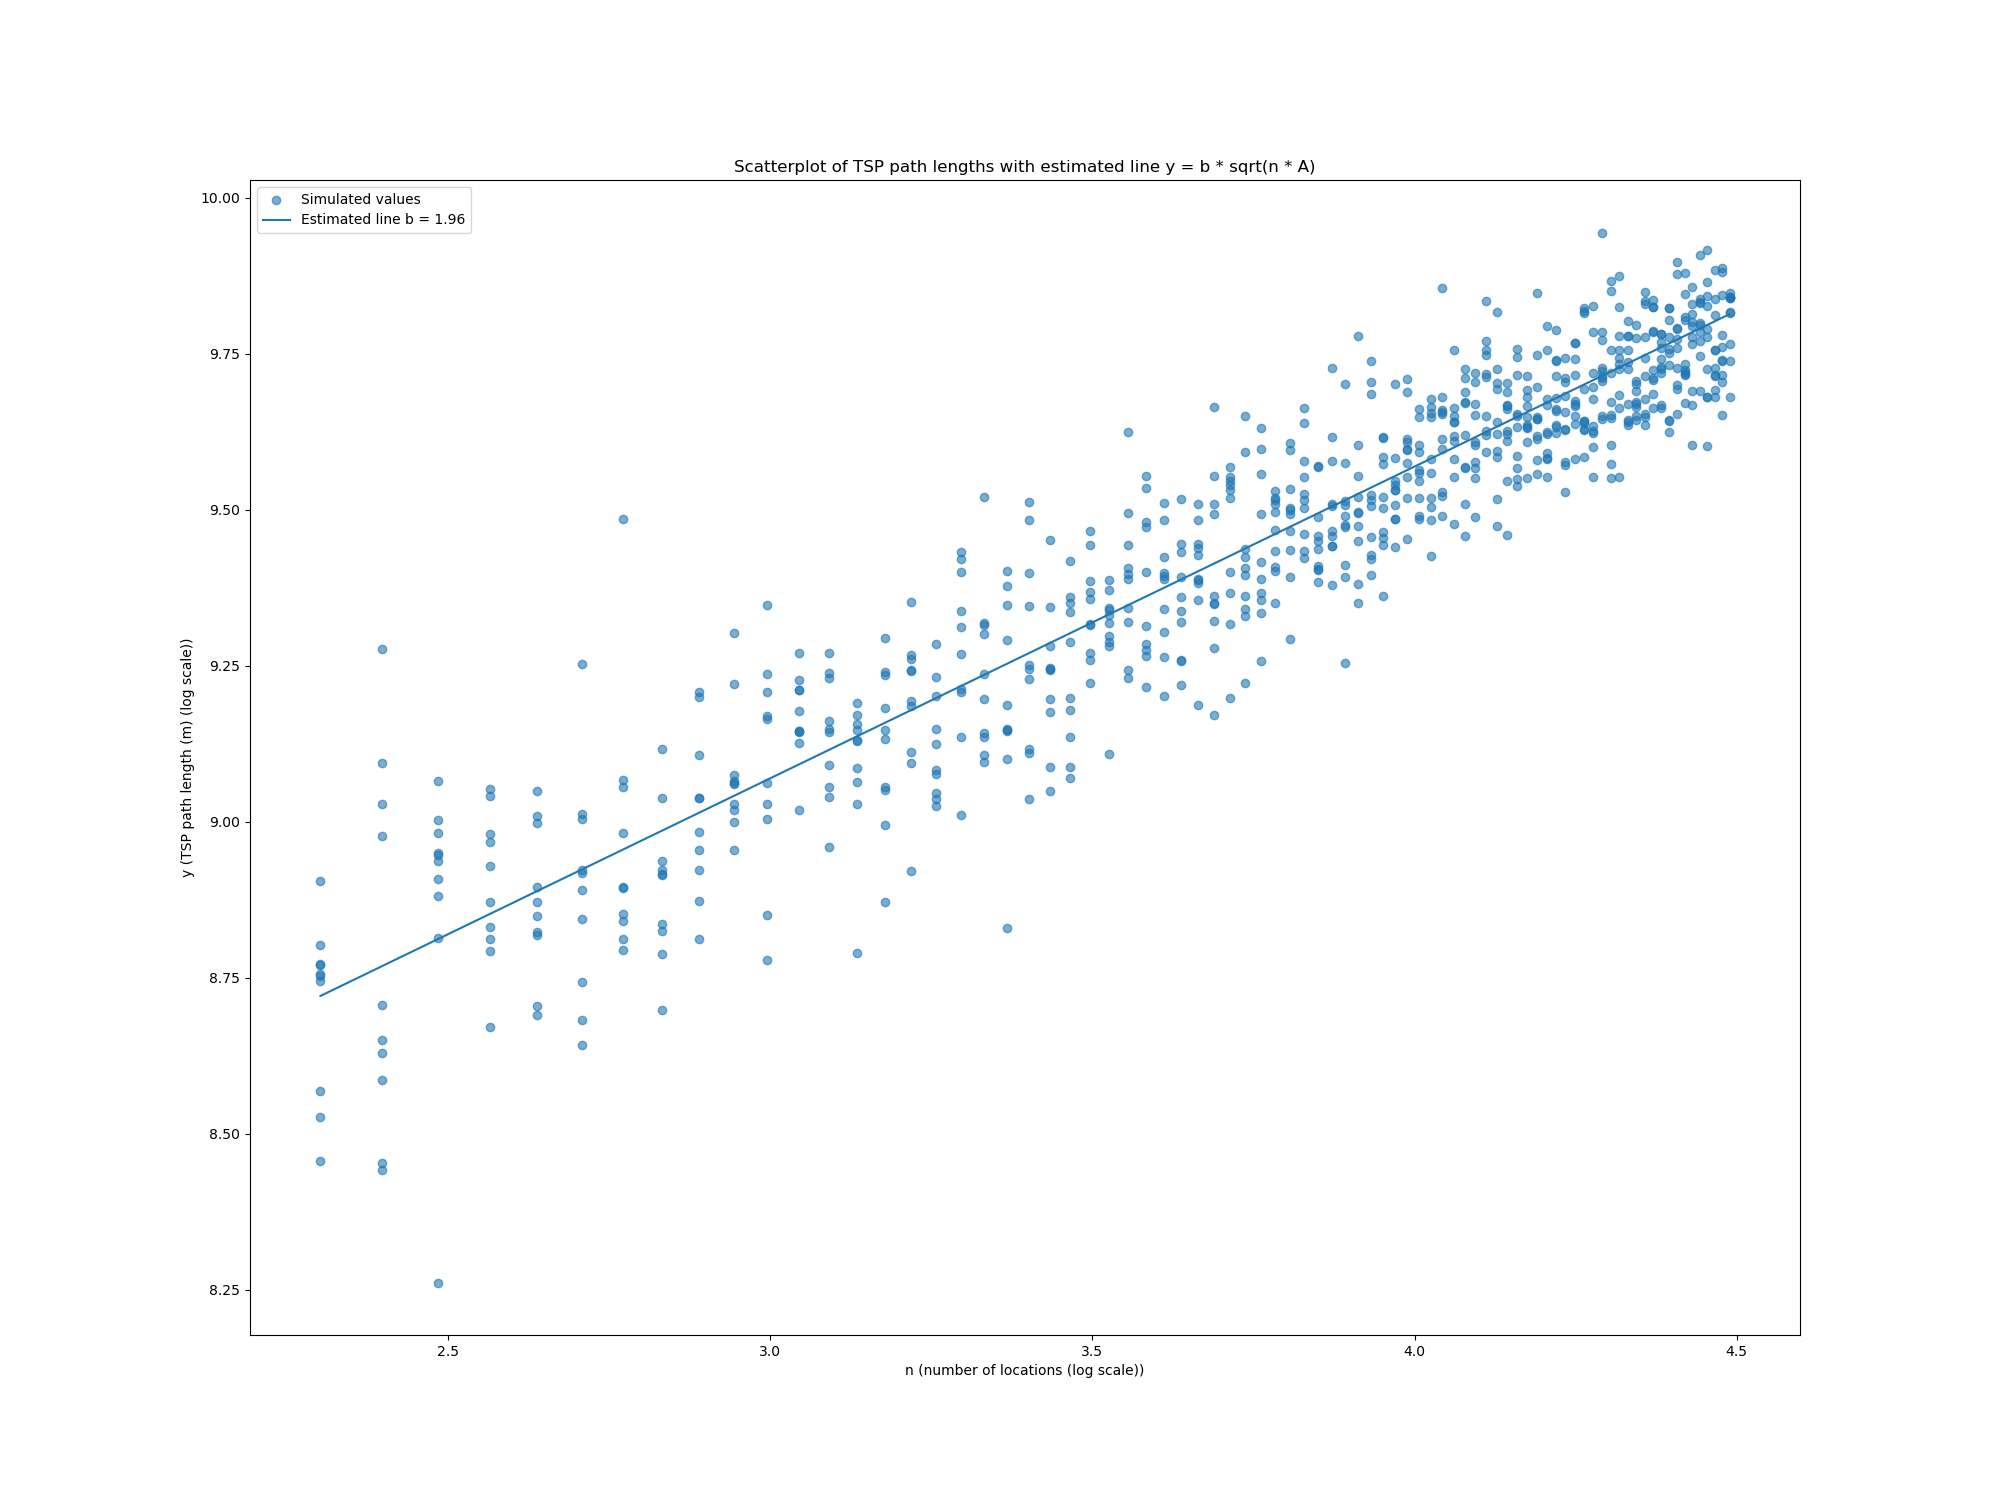 Scatterplot of TSP path lengths with estimated line y = b * sqrt(n * A)
Simulated values
Estimated line b = 1.96
10.00
9.75
9.50
9.25
9.00
8.75
8.50
8.25
y (TSP path length (m) (log scale))
2.5 3.0 3.5 4.0 4.5
n (number of locations (log scale))